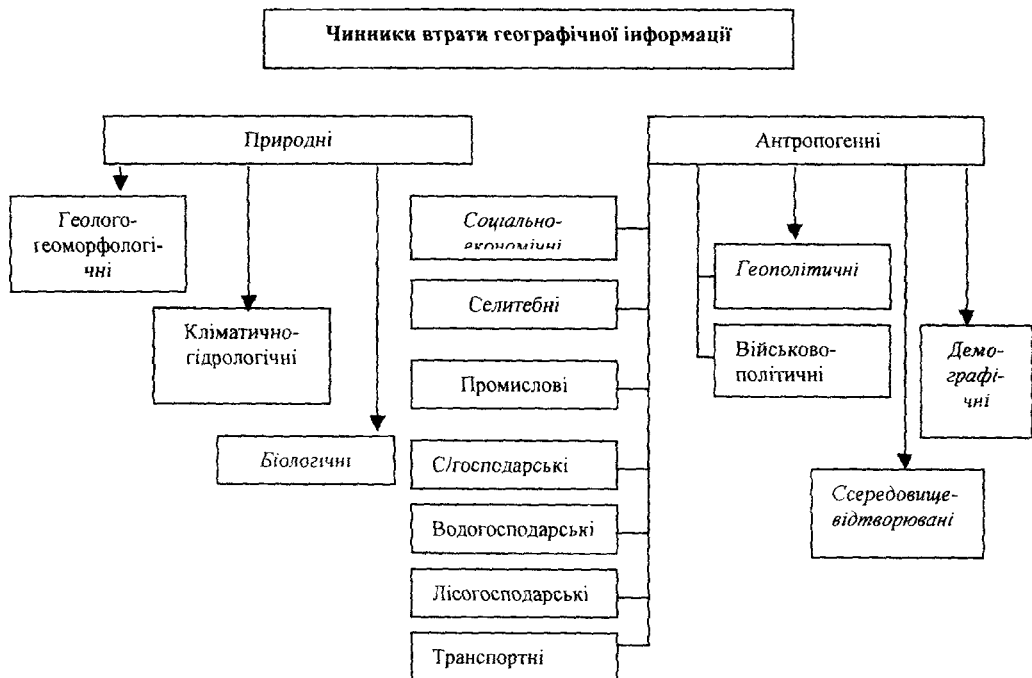 Чинники втрати географічної інформації
Природні
Антропогенні
Геолого-
геоморфологі-
чні
Кліматично-
гідрологічні
Біологічні
Соціально-
економічні
Селитебні
Промислові
С/господарські
Водогосподарські
Лісогосподарські
Транспортні
Геополітичні
Військово-
політичні
Демо-
графі-
чні
Ссередовище-
відтворювані